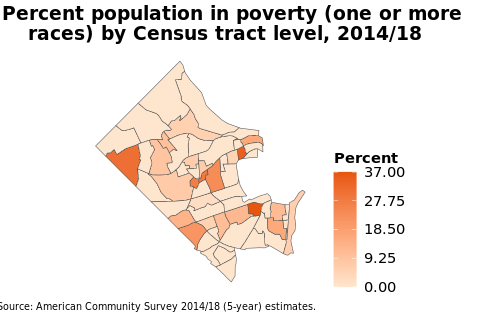 Percent population in poverty (one or more
races) by Census tract level, 2014/18
Percent
37.00
27.75
18.50
9.25
0.00
Source: American Community Survey 2014/18 (5-year) estimates.